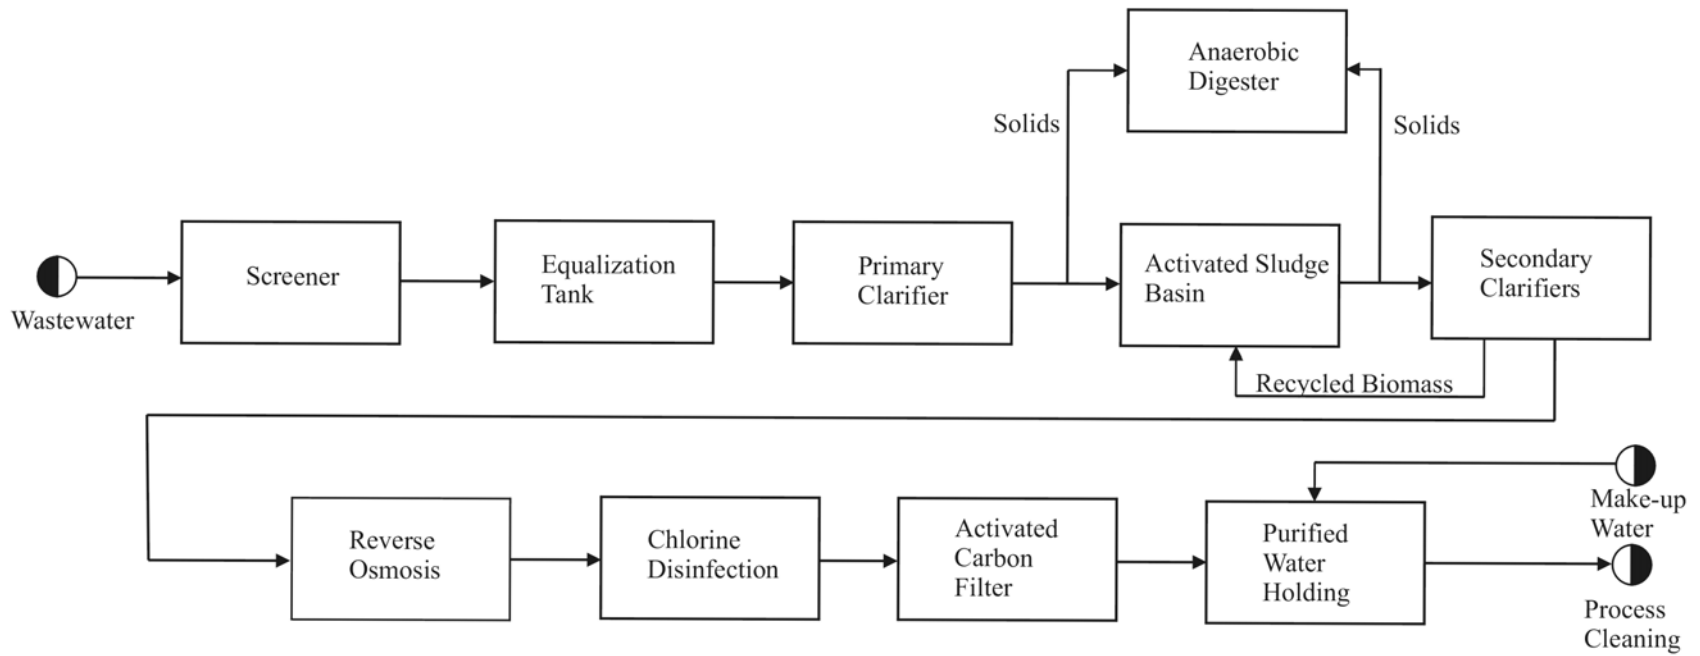 Anaerobic
Digester
Solids
Solids
Wastewater
Screener
Equalization
Tank
Primary
Clarifier
Activated Sludge
Basin
Secondary
Clarifiers
Recycled Biomass
Reverse
Osmosis
Chlorine
Disinfection
Activated
Carbon
Filter
Purified
Water
Holding
Make-up
Water
Process
Cleaning